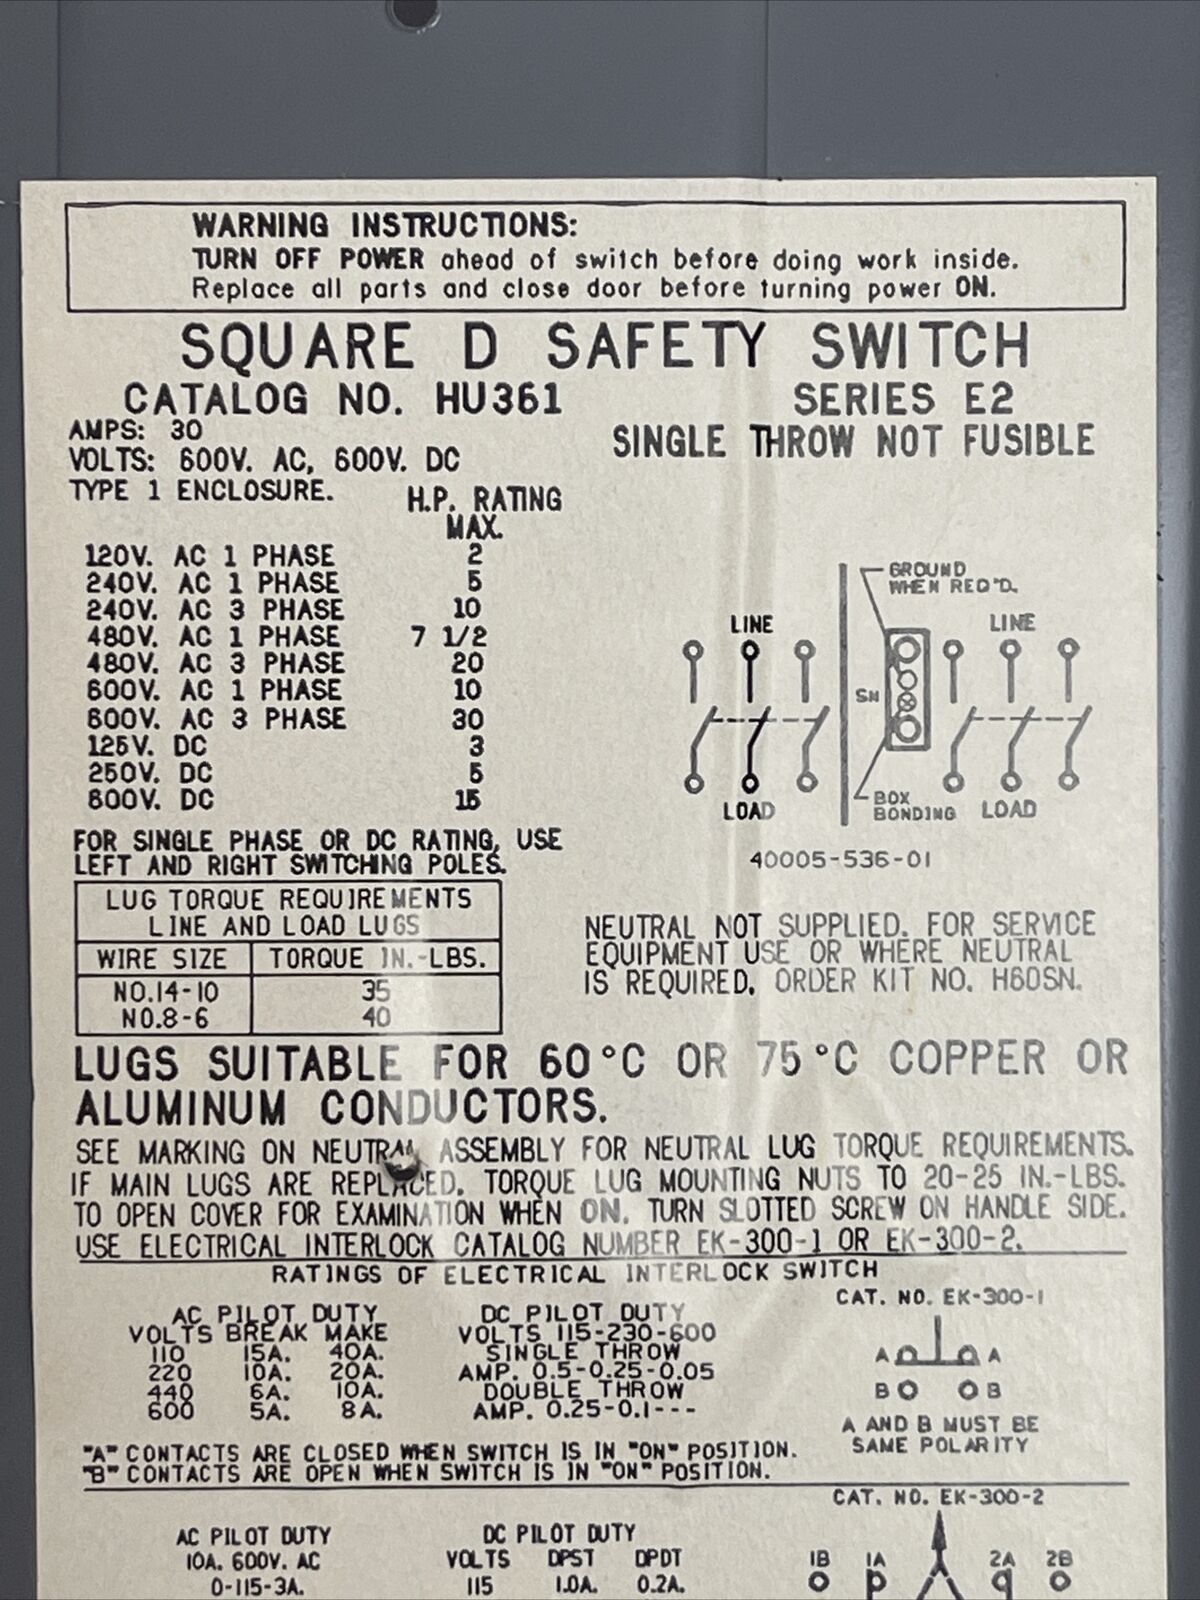 WARNING INSTRUCTIONS:
TURN OFF POWER ahead of switch before doing work inside.
Replace all parts and close door before turning power ON.
SQUARE D SAFETY SWITCH
CATALOG NO. HU361
SERIES E2
AMPS: 30
SINGLE THROW NOT FUSIBLE
VOLTS: 600V. AC, 600V. DC
TYPE 1 ENCLOSURE.
H.P. RATING
MAX.
120V. AC 1 PHASE 2
240V. AC 1 PHASE 5
240V. AC 3 PHASE 10
480V. AC 1 PHASE 7 1/2
480V. AC 3 PHASE 20
600V. AC 1 PHASE 10
600V. AC 3 PHASE 30
125V. DC 3
250V. DC 5
600V. DC 15
GROUND
WHEN REQ'D.
LINE
LINE
SN
LOAD
BOX
BONDING
LOAD
40005-536-01
FOR SINGLE PHASE OR DC RATING, USE
LEFT AND RIGHT SWITCHING POLES.
LUG TORQUE REQUIREMENTS
LINE AND LOAD LUGS
WIRE SIZE TORQUE IN.-LBS.
NO.14-10 35
NO.8-6 40
NEUTRAL NOT SUPPLIED. FOR SERVICE
EQUIPMENT USE OR WHERE NEUTRAL
IS REQUIRED, ORDER KIT NO. H60SN.
LUGS SUITABLE FOR 60°C OR 75°C COPPER OR
ALUMINUM CONDUCTORS.
SEE MARKING ON NEUTRAL ASSEMBLY FOR NEUTRAL LUG TORQUE REQUIREMENTS.
IF MAIN LUGS ARE REPLACED, TORQUE LUG MOUNTING NUTS TO 20-25 IN.-LBS.
TO OPEN COVER FOR EXAMINATION WHEN ON, TURN SLOTTED SCREW ON HANDLE SIDE.
USE ELECTRICAL INTERLOCK CATALOG NUMBER EK-300-1 OR EK-300-2.
RATINGS OF ELECTRICAL INTERLOCK SWITCH
AC PILOT DUTY
VOLTS BREAK MAKE
110 15A. 40A.
220 10A. 20A.
440 6A. 10A.
600 5A. 8A.
DC PILOT DUTY
VOLTS 115-230-600
SINGLE THROW
AMP. 0.5-0.25-0.05
DOUBLE THROW
AMP. 0.25-0.1---
CAT. NO. EK-300-1
A A
B B
A AND B MUST BE
SAME POLARITY
"A" CONTACTS ARE CLOSED WHEN SWITCH IS IN "ON" POSITION.
"B" CONTACTS ARE OPEN WHEN SWITCH IS IN "ON" POSITION.
CAT. NO. EK-300-2
AC PILOT DUTY
10A. 600V. AC
0-115-3A.
DC PILOT DUTY
VOLTS DPST DPDT
115 1.0A. 0.2A.
1B 1A 2A 2B